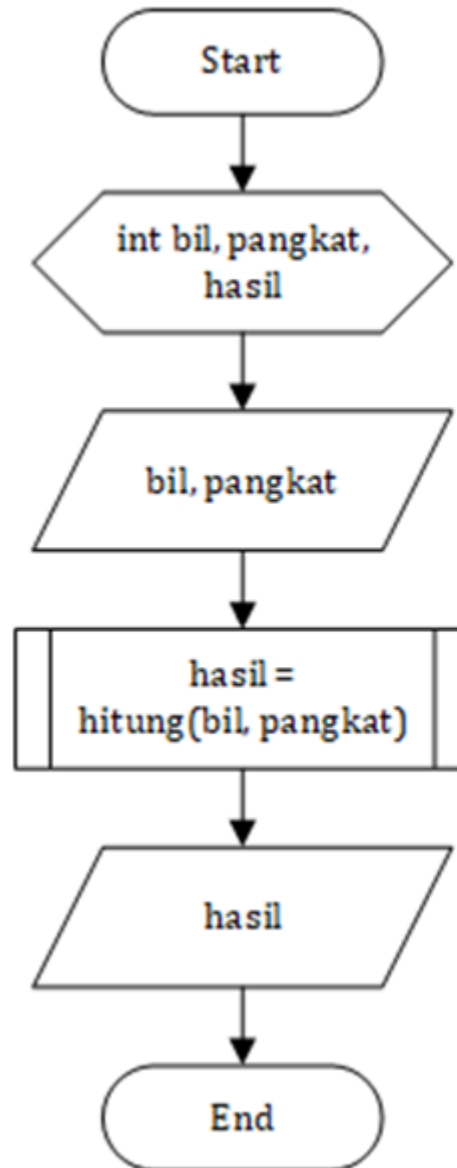 Start
int bil, pangkat,
hasil
bil, pangkat
hasil =
hitung(bil, pangkat)
hasil
End